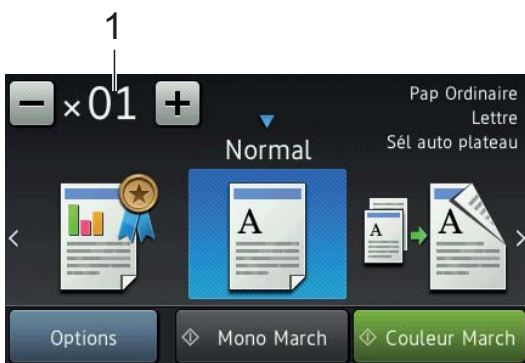 1
×01
Pap Ordinaire
Lettre
Sél auto plateau
Normal
A
A
A
Options
Mono March
Couleur March